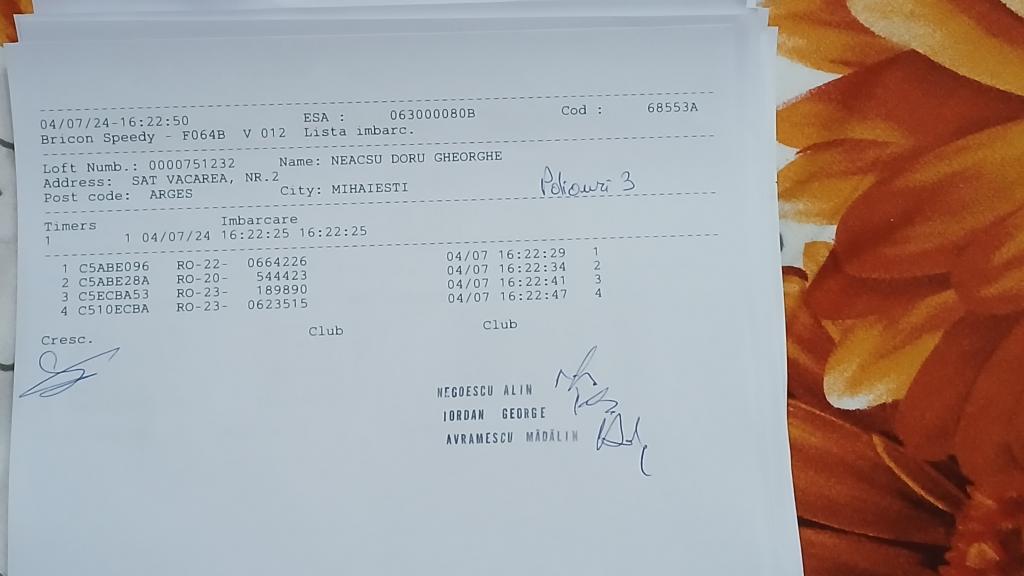 04/07/24-16:22:50 ESA : 063000080B Cod : 68553A
Bricon Speedy - F064B V 012 Lista imbarc.
Loft Numb.: 0000751232 Name: NEACSU DORU GHEORGHE
Address: SAT VACAREA, NR.2
Post code: ARGES City: MIHAIESTI
3
Timers Imbarcare
1 1 04/07/24 16:22:25 16:22:25
1 C5ABE096 RO-22- 0664226 04/07 16:22:29 1
2 C5ABE28A RO-20- 544423 04/07 16:22:34 2
3 C5ECBA53 RO-23- 189890 04/07 16:22:41 3
4 C510ECBA RO-23- 0623515 04/07 16:22:47 4
Cresc. Club Club
NEGOESCU ALIN
IORDAN GEORGE
AVRAMESCU MĂDĂLIN